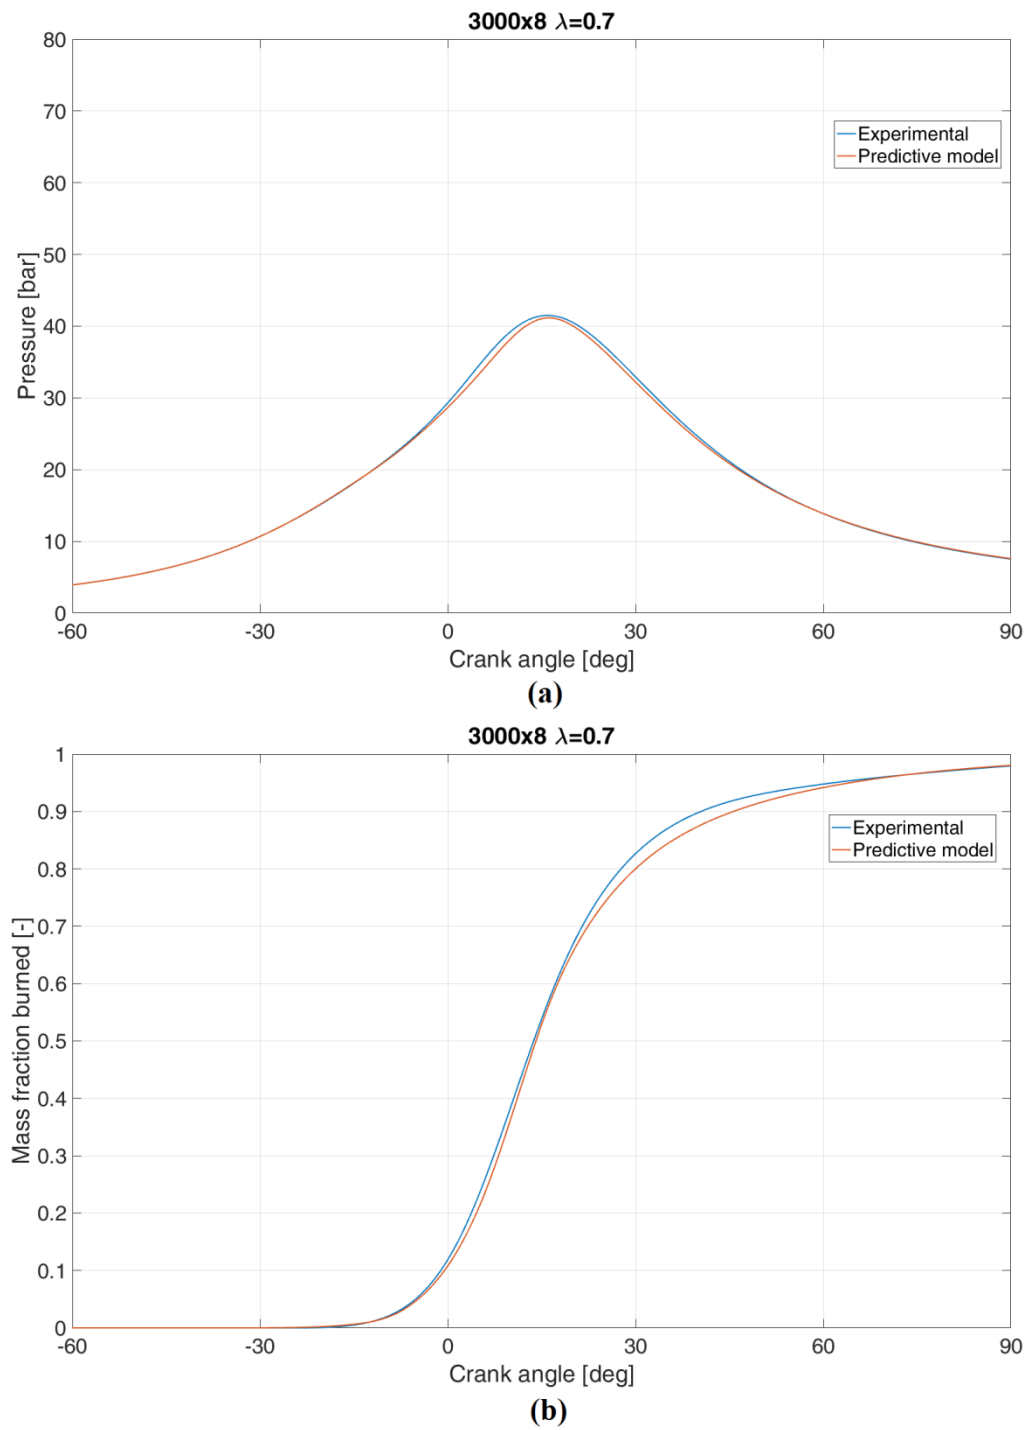 3000x8 λ=0.7
80
70
60
50
40
30
20
10
0
Pressure [bar]
Experimental
Predictive model
-60 -30 0 30 60 90
Crank angle [deg]
(a)
3000x8 λ=0.7
1
0.9
0.8
0.7
0.6
0.5
0.4
0.3
0.2
0.1
0
Mass fraction burned [-]
Experimental
Predictive model
-60 -30 0 30 60 90
Crank angle [deg]
(b)